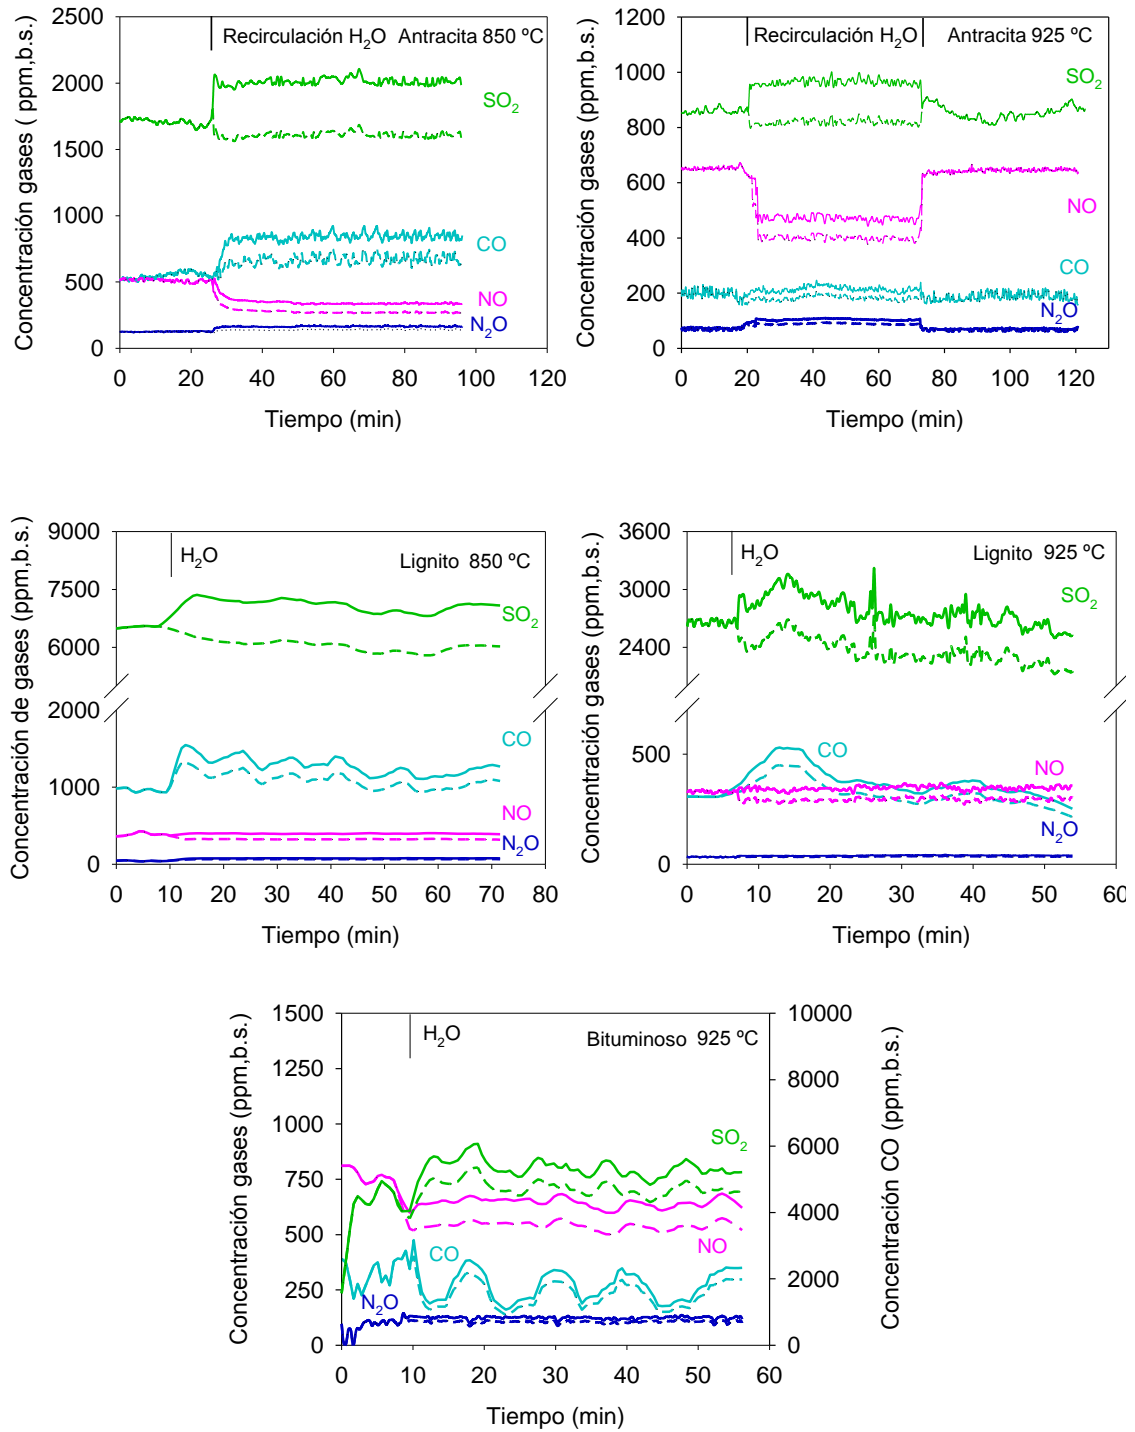 Concentración gases ( ppm,b.s.)
2500
2000
1500
1000
500
0
Recirculación H2O Antracita 850 ºC
SO2
CO
NO
N2O
0 20 40 60 80 100 120
Tiempo (min)
Concentración gases (ppm,b.s.)
1200
1000
800
600
400
200
0
Recirculación H2O Antracita 925 ºC
SO2
NO
CO
N2O
0 20 40 60 80 100 120
Tiempo (min)
Concentración de gases (ppm,b.s.)
9000
7500
6000
2000
1000
0
H2O
Lignito 850 ºC
SO2
CO
NO
N2O
0 10 20 30 40 50 60 70 80
Tiempo (min)
Concentración gases (ppm,b.s.)
3600
3000
2400
500
0
H2O
Lignito 925 ºC
SO2
CO
NO
N2O
0 10 20 30 40 50 60
Tiempo (min)
Concentración gases (ppm,b.s.)
1500
1250
1000
750
500
250
0
H2O
Bituminoso 925 ºC
SO2
NO
CO
N2O
10000
8000
6000
4000
2000
0
Concentración CO (ppm,b.s.)
0 10 20 30 40 50 60
Tiempo (min)